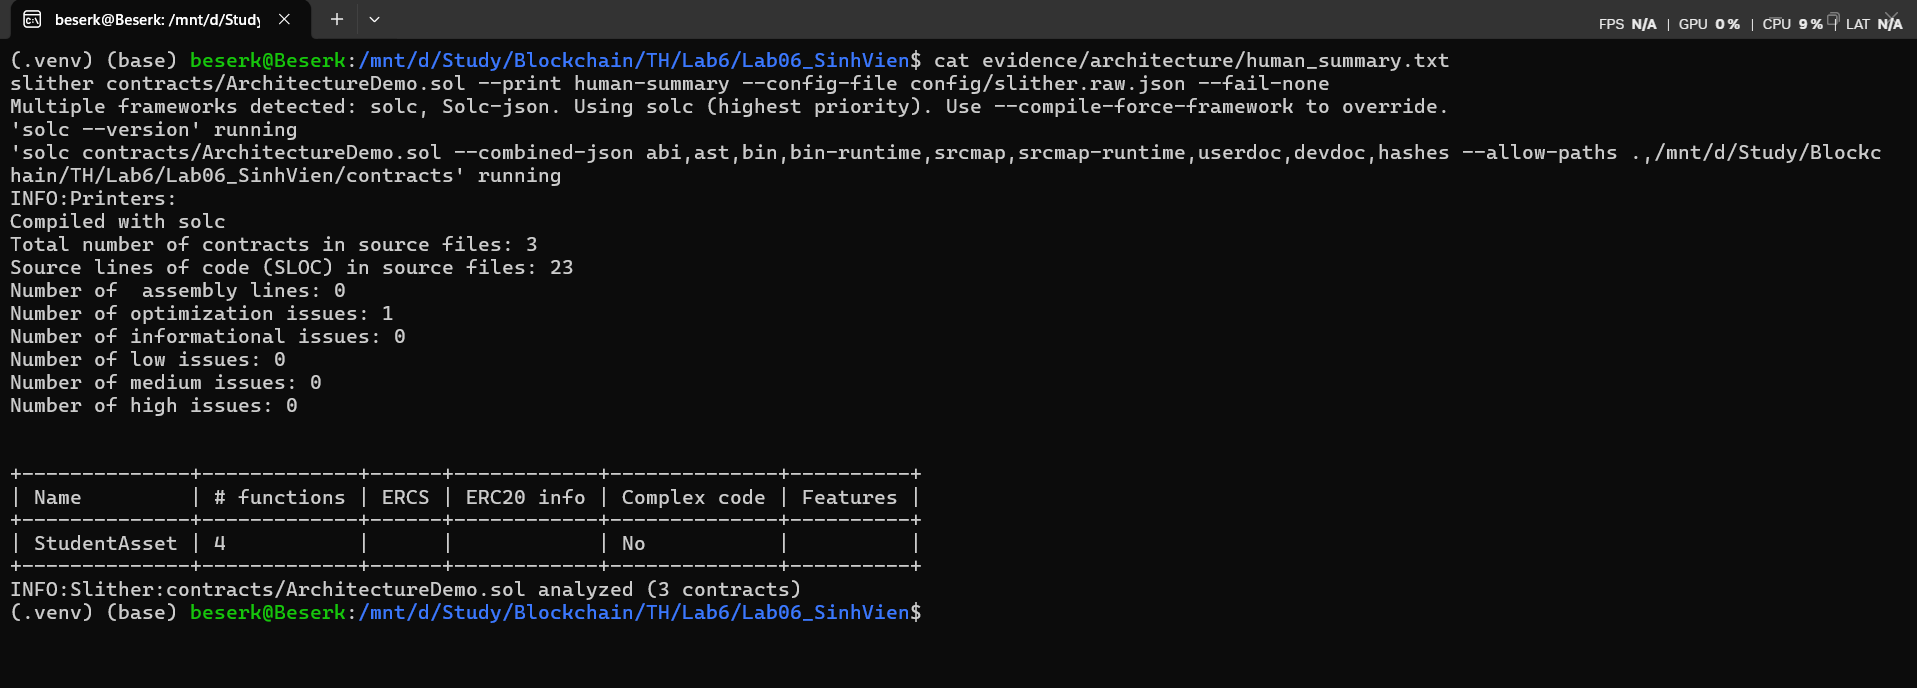 beserk@Beserk: /mnt/d/Study
FPS N/A | GPU 0% | CPU 9% | LAT N/A
(.venv) (base) beserk@Beserk:/mnt/d/Study/Blockchain/TH/Lab6/Lab06_SinhVien$ cat evidence/architecture/human_summary.txt
slither contracts/ArchitectureDemo.sol --print human-summary --config-file config/slither.raw.json --fail-none
Multiple frameworks detected: solc, Solc-json. Using solc (highest priority). Use --compile-force-framework to override.
'solc --version' running
'solc contracts/ArchitectureDemo.sol --combined-json abi,ast,bin,bin-runtime,srcmap,srcmap-runtime,userdoc,devdoc,hashes --allow-paths .,/mnt/d/Study/Blockc
hain/TH/Lab6/Lab06_SinhVien/contracts' running
INFO:Printers:
Compiled with solc
Total number of contracts in source files: 3
Source lines of code (SLOC) in source files: 23
Number of  assembly lines: 0
Number of optimization issues: 1
Number of informational issues: 0
Number of low issues: 0
Number of medium issues: 0
Number of high issues: 0
+--------------+-------------+------+------------+--------------+----------+
| Name         | # functions | ERCS | ERC20 info | Complex code | Features |
+--------------+-------------+------+------------+--------------+----------+
| StudentAsset | 4           |      |            | No           |          |
+--------------+-------------+------+------------+--------------+----------+
INFO:Slither:contracts/ArchitectureDemo.sol analyzed (3 contracts)
(.venv) (base) beserk@Beserk:/mnt/d/Study/Blockchain/TH/Lab6/Lab06_SinhVien$